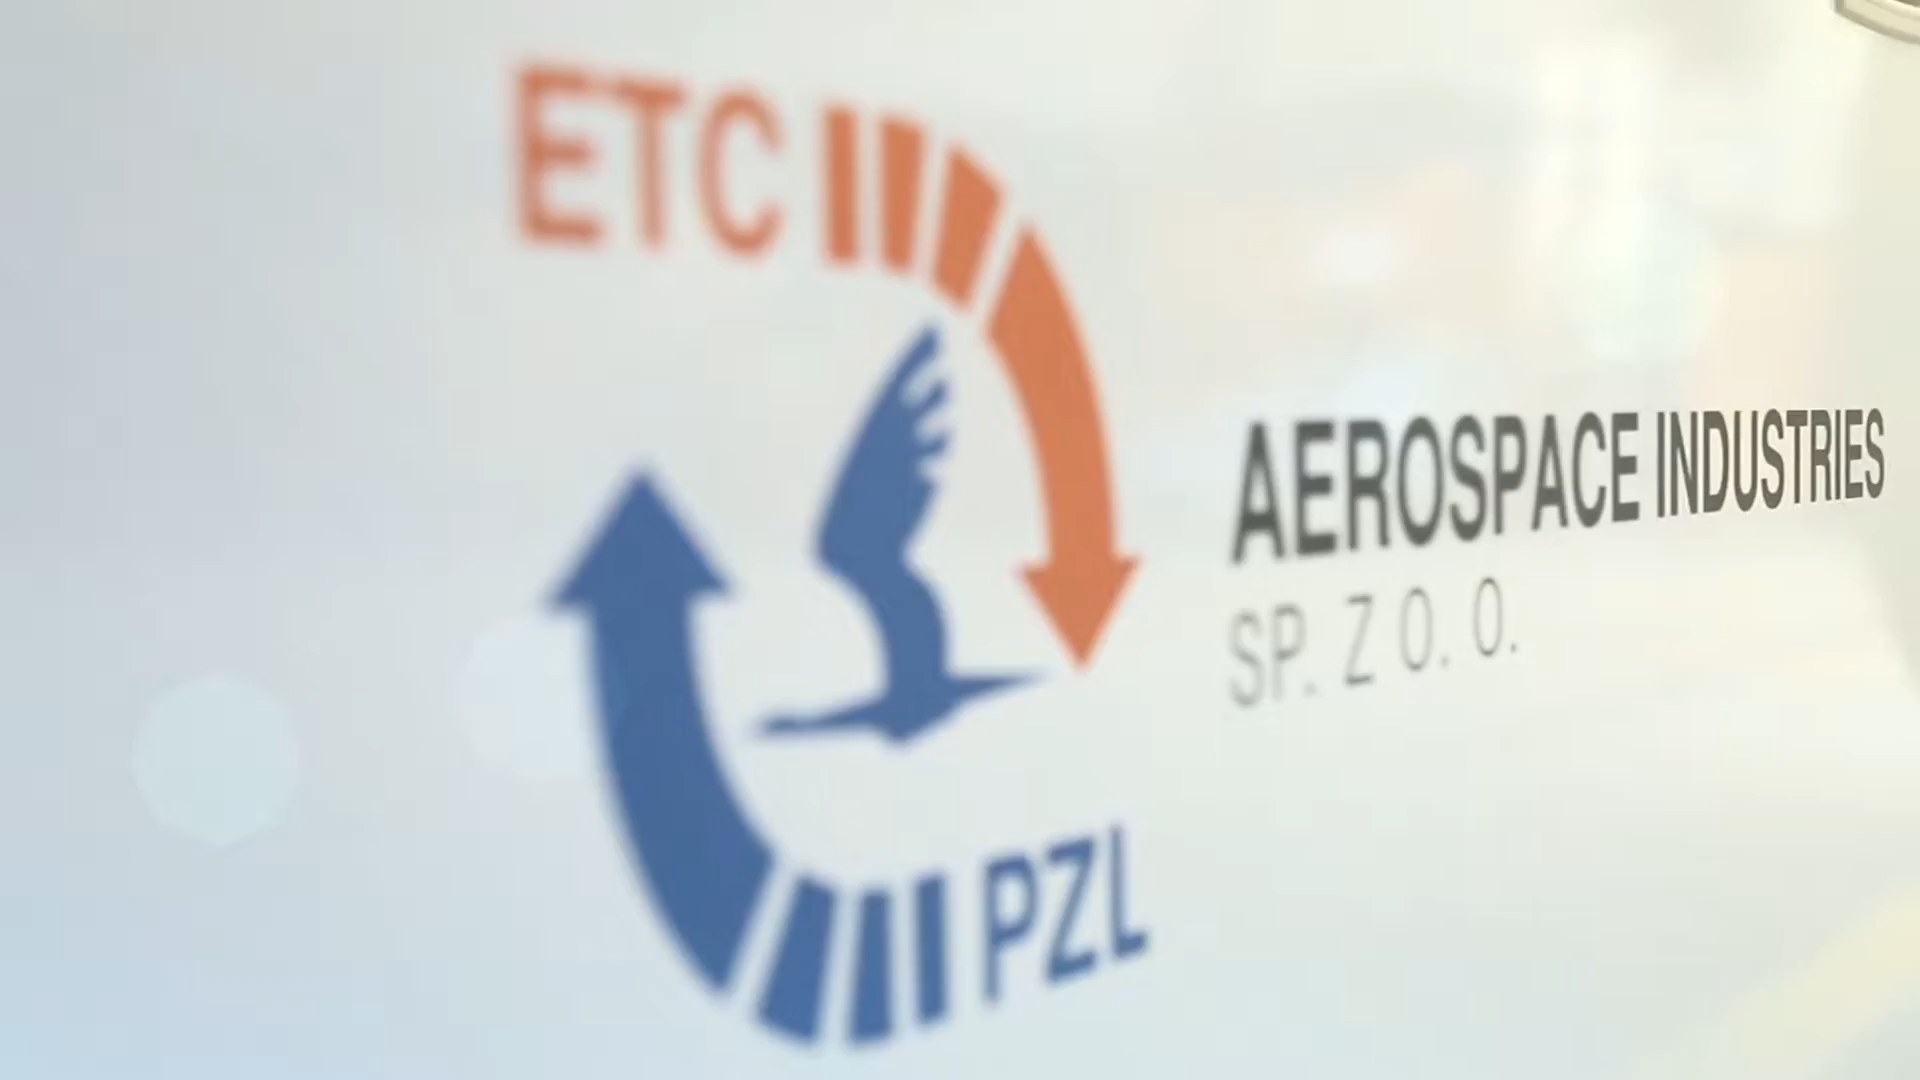 ETC
AEROSPACE INDUSTRIES
SP. Z O. O.
PZL